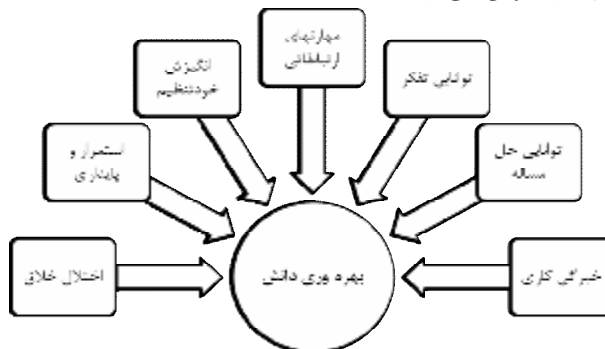 مهارتهای
ارتباطاتی
انگیزش
خودتنظیم
توانایی تفکر
استمرار و
پایداری
توانایی حل
مساله
اختلال خلاق
بهره وری دانش
خبرگی کاری